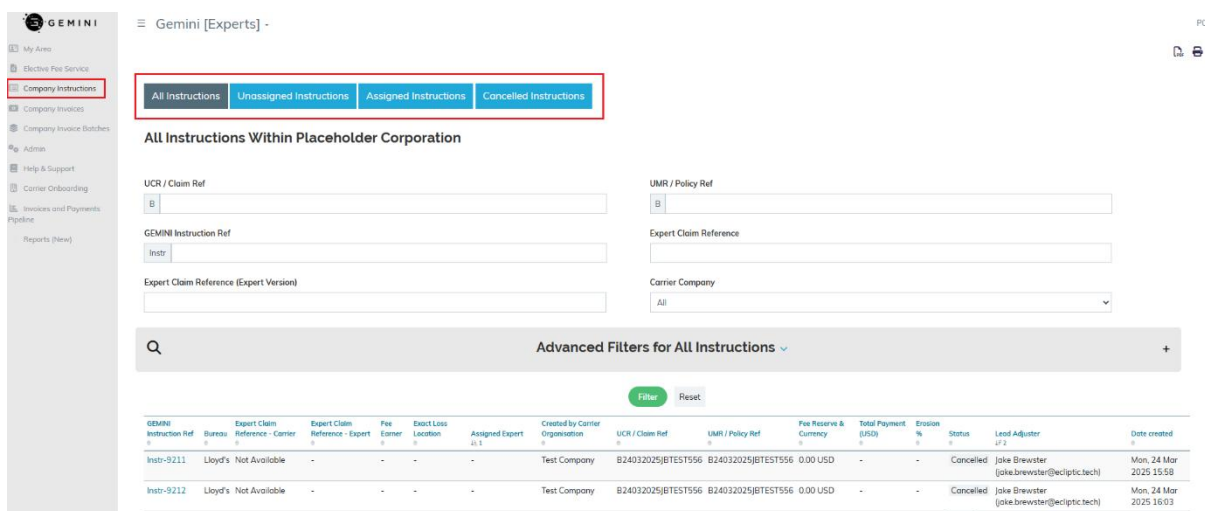 GEMINI
Gemini [Experts] -
My Area
Elective Fee Service
Company Instructions
Company Invoices
Company Invoice Batches
Admin
Help & Support
Carrier Onboarding
Invoices and Payments
Pipeline
Reports (New)
All Instructions Unassigned Instructions Assigned Instructions Cancelled Instructions
All Instructions Within Placeholder Corporation
UCR / Claim Ref UMR / Policy Ref
B B
GEMINI Instruction Ref Expert Claim Reference
Instr
Expert Claim Reference (Expert Version) Carrier Company
All
Advanced Filters for All Instructions
+
Filter Reset
GEMINI Expert Claim Expert Claim Fee Exact Loss Created by Carrier Fee Reserve & Total Payment Erosion
Instruction Ref Bureau Reference - Carrier Reference - Expert Earner Location Assigned Expert Organisation UCR / Claim Ref UMR / Policy Ref Currency (USD) % Status Lead Adjuster Date created
1 2
Instr-9211 Lloyd's Not Available - - - - Test Company B24032025JBTEST556 B24032025JBTEST556 0.00 USD - - Cancelled Jake Brewster Mon, 24 Mar
(jake.brewster@ecliptic.tech) 2025 15:58
Instr-9212 Lloyd's Not Available - - - - Test Company B24032025JBTEST556 B24032025JBTEST556 0.00 USD - - Cancelled Jake Brewster Mon, 24 Mar
(jake.brewster@ecliptic.tech) 2025 16:03